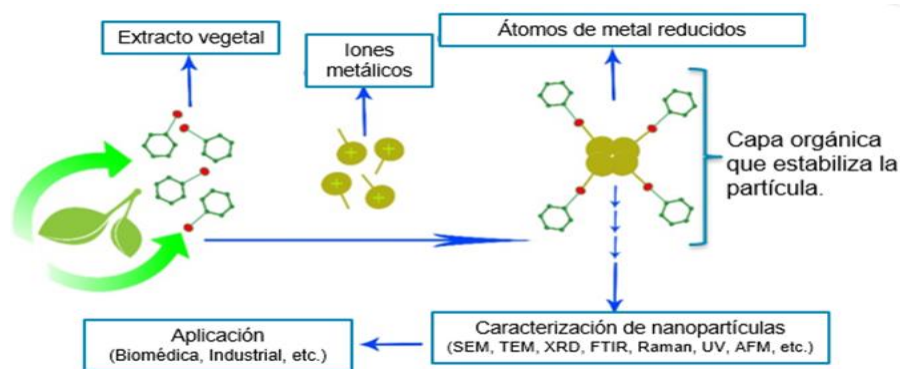 Extracto vegetal
Iones
metálicos
Átomos de metal reducidos
Capa orgánica
que estabiliza la
partícula.
Caracterización de nanopartículas
(SEM, TEM, XRD, FTIR, Raman, UV, AFM, etc.)
Aplicación
(Biomédica, Industrial, etc.)